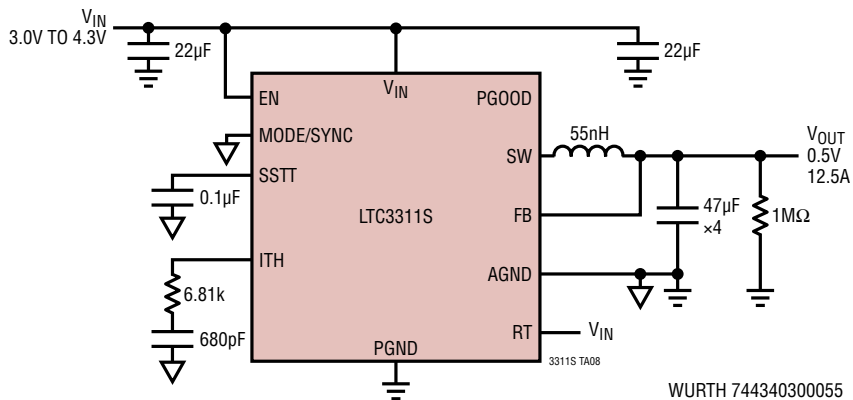 VIN
3.0V TO 4.3V
22µF
22µF
VIN
EN
PGOOD
MODE/SYNC
55nH
SW
VOUT
0.5V
12.5A
SSTT
0.1µF
LTC3311S
FB
47µF
×4
1MΩ
ITH
AGND
6.81k
RT
VIN
680pF
PGND
3311S TA08
WURTH 744340300055